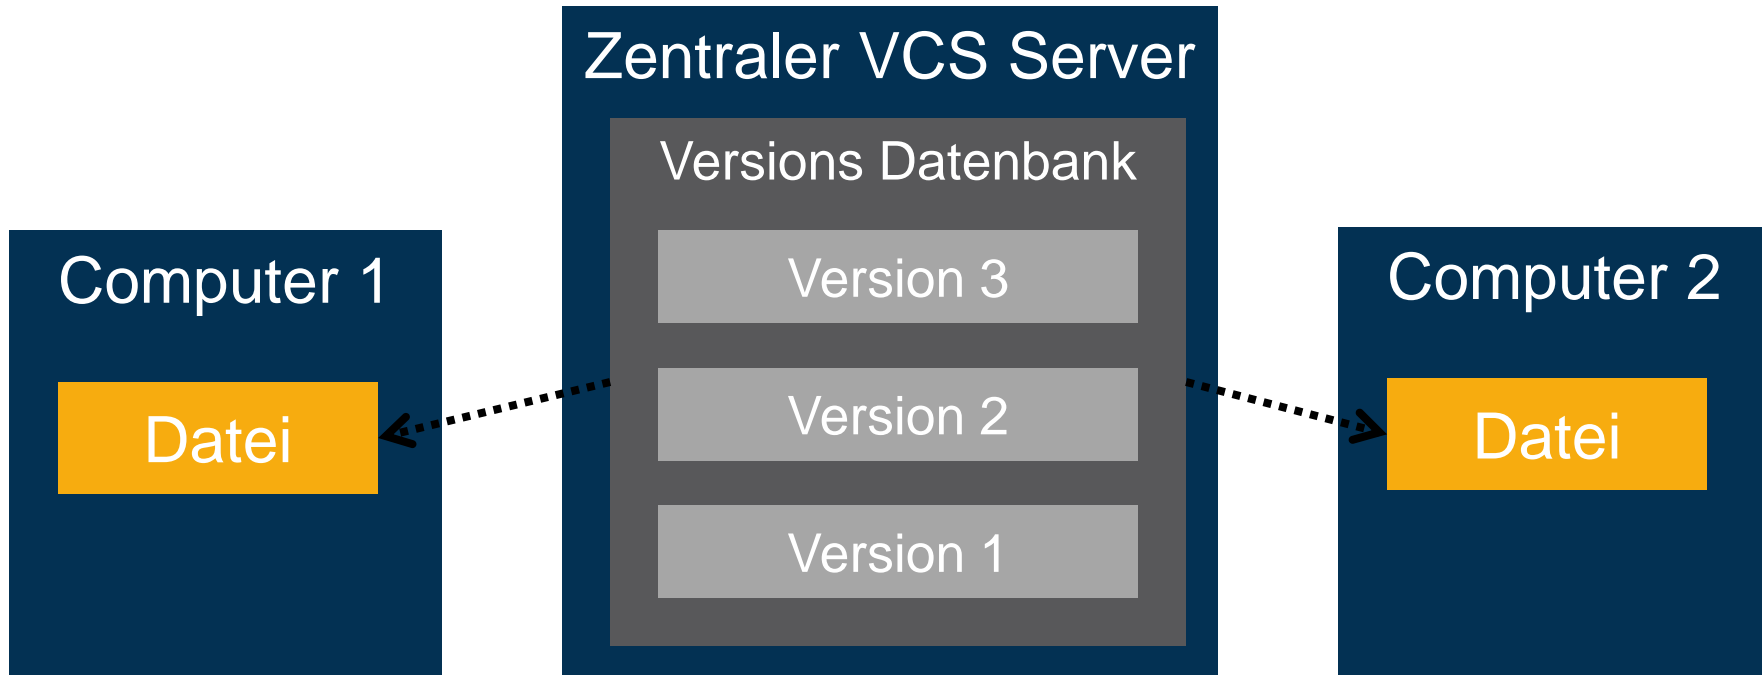 Zentraler VCS Server
Versions Datenbank
Version 3
Version 2
Version 1
Computer 1
Datei
Computer 2
Datei